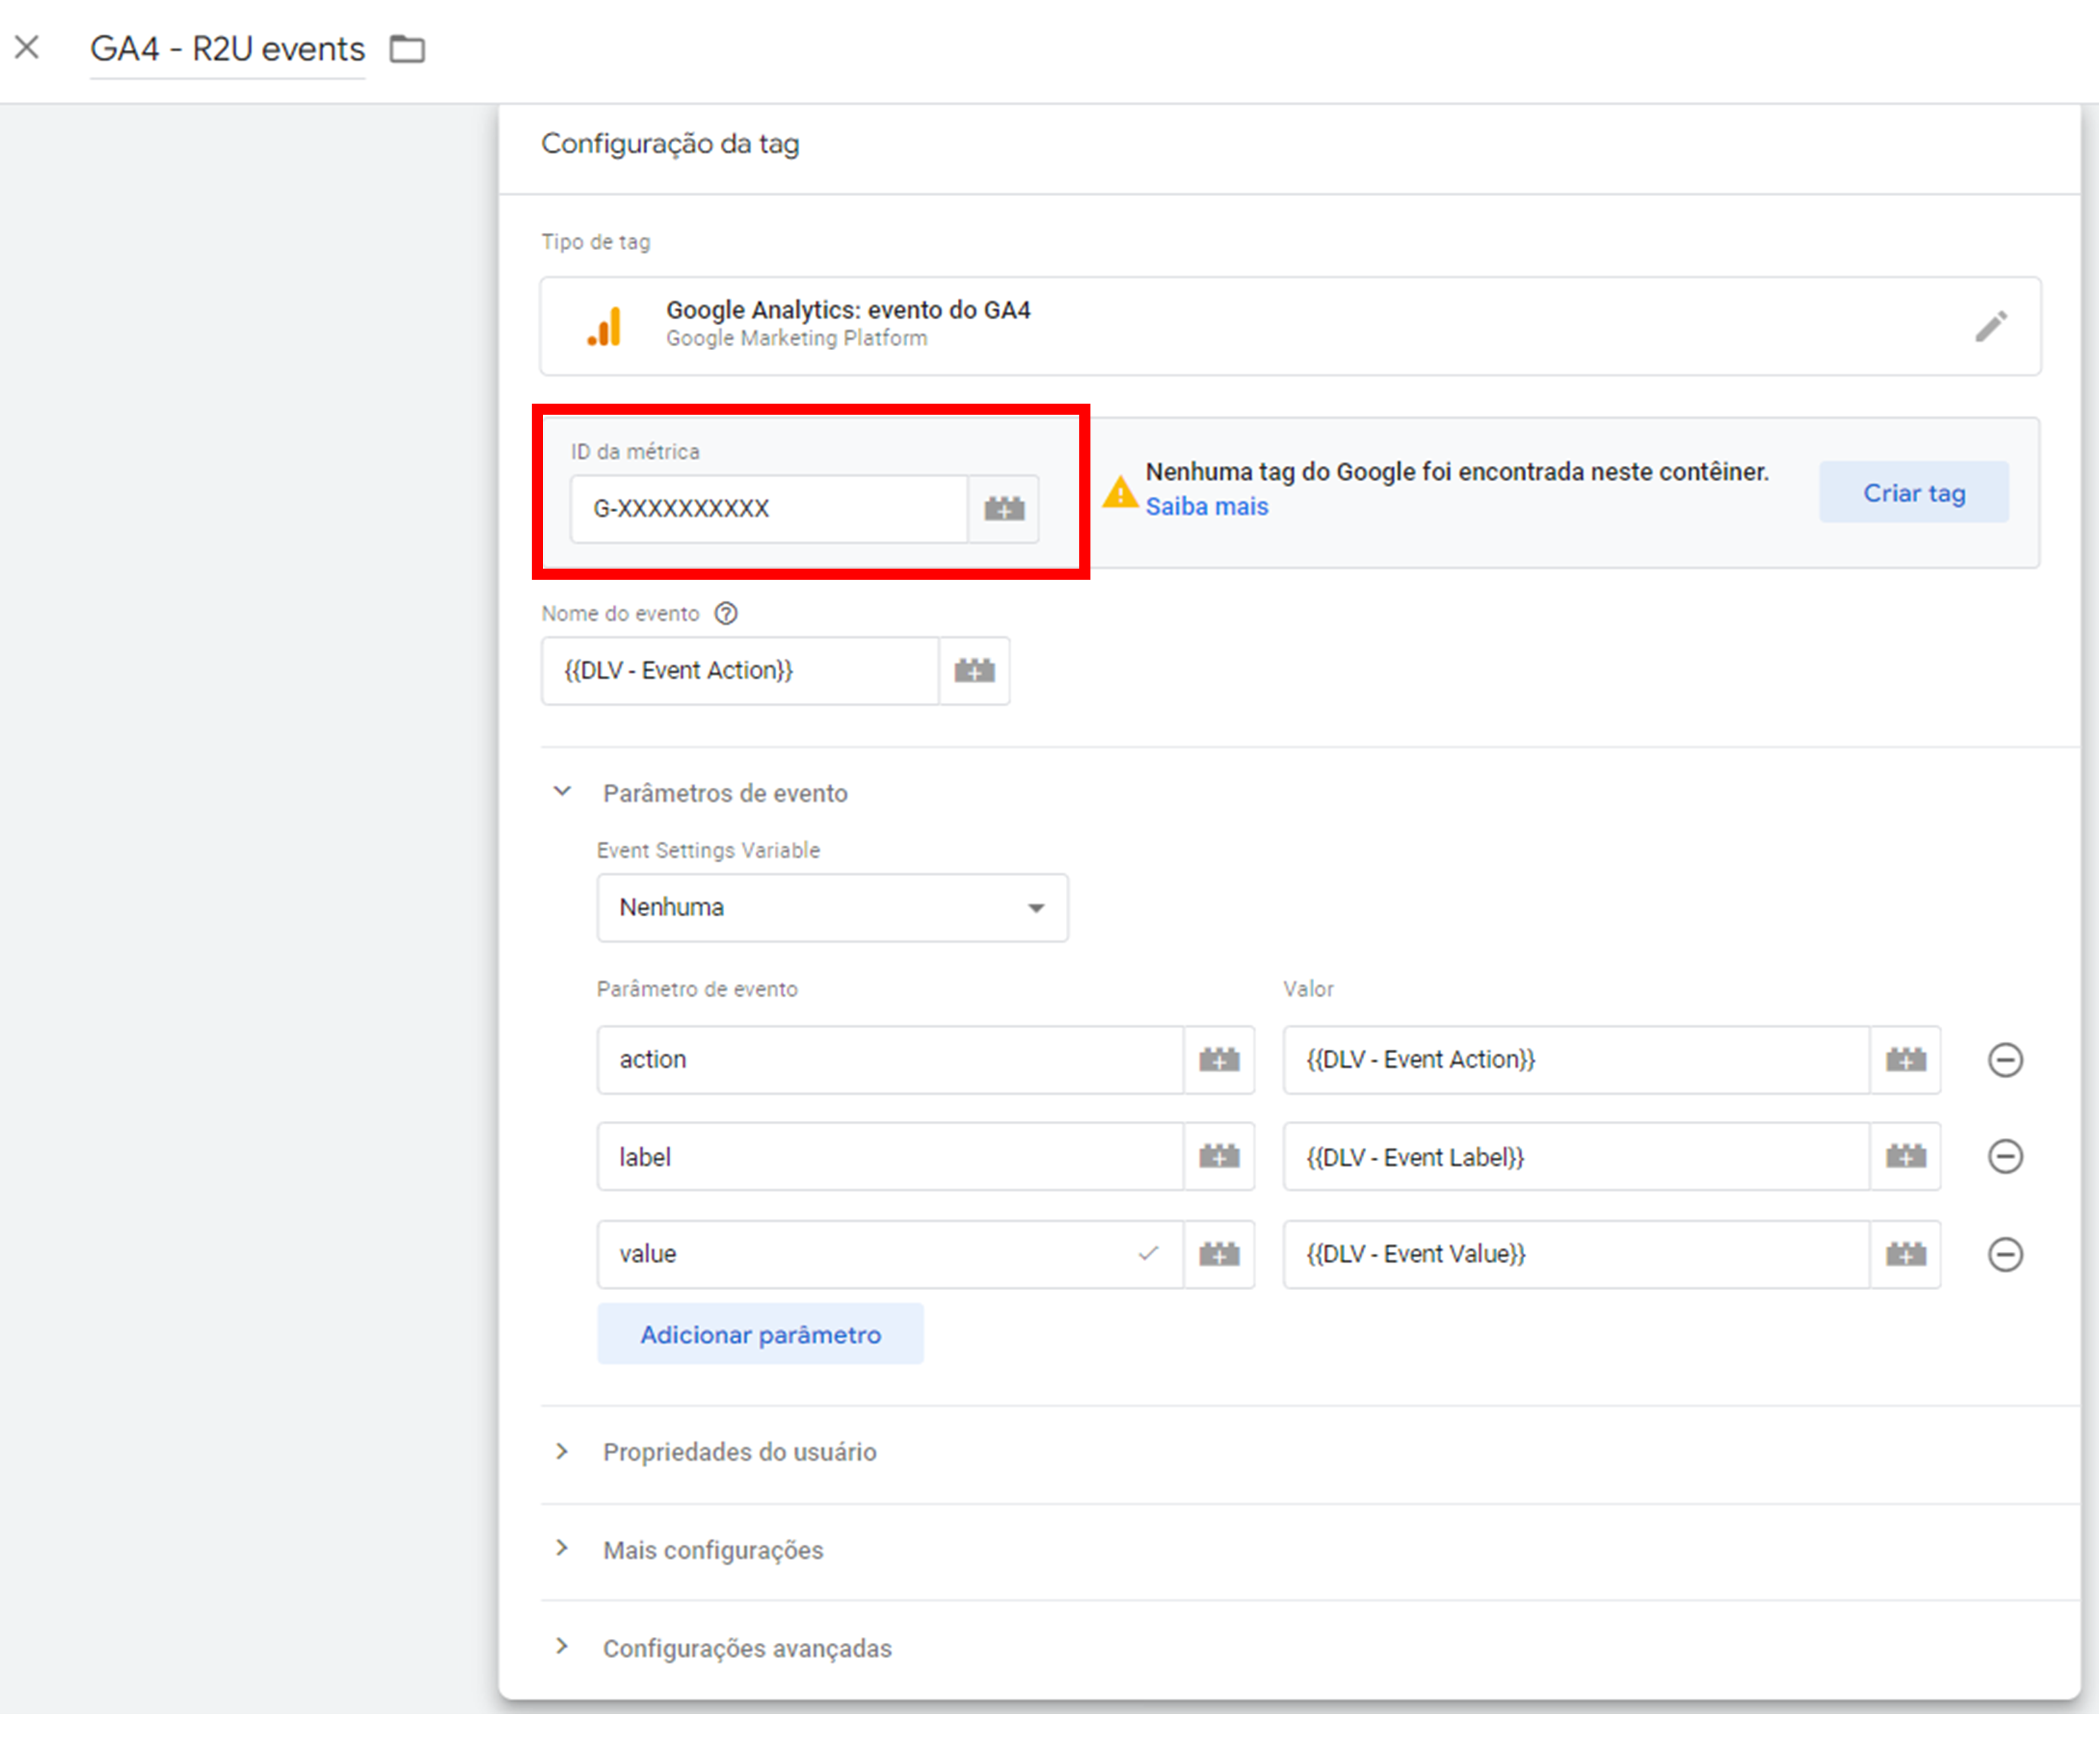 GA4 - R2U events
Configuração da tag
Tipo de tag
Google Analytics: evento do GA4
Google Marketing Platform
ID da métrica
G-XXXXXXXXXX
Nenhuma tag do Google foi encontrada neste contêiner.
Saiba mais
Criar tag
Nome do evento
{{DLV - Event Action}}
Parâmetros de evento
Event Settings Variable
Nenhuma
Parâmetro de evento Valor
action {{DLV - Event Action}}
label {{DLV - Event Label}}
value {{DLV - Event Value}}
Adicionar parâmetro
Propriedades do usuário
Mais configurações
Configurações avançadas